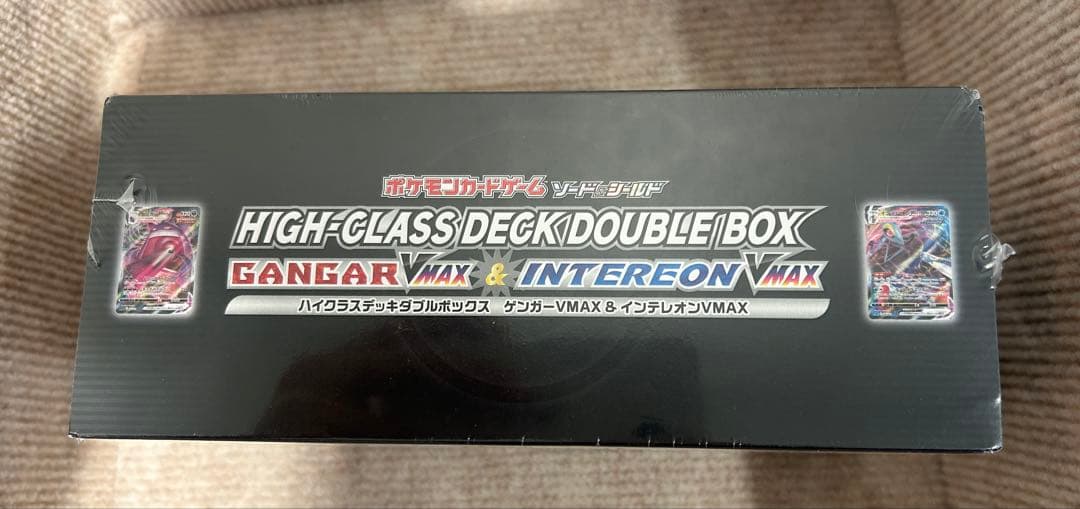 ポケモンカードゲーム ソード&シールド
HIGH-CLASS DECK DOUBLE BOX
GANGAR VMAX & INTEREON VMAX
ハイクラスデッキダブルボックス ゲンガーVMAX & インテレオンVMAX